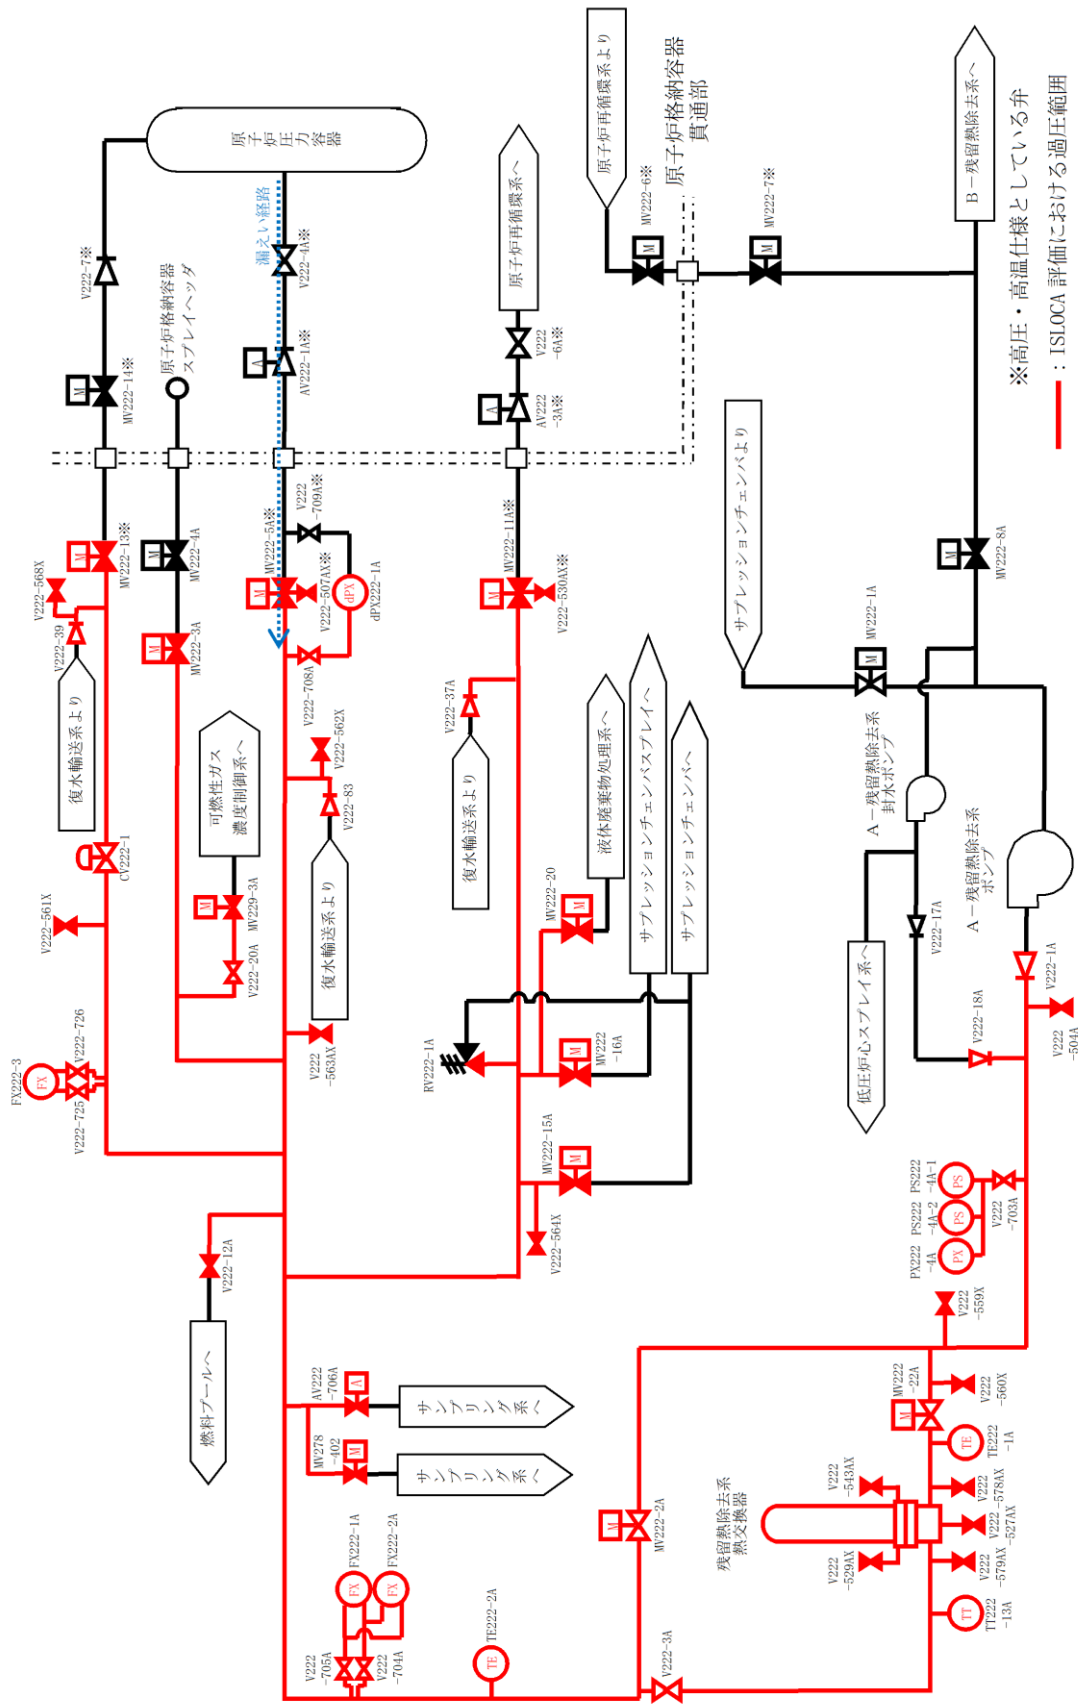 FX222-3
FX
V222-725
V222-726
V222-561X
CV222-1
復水輸送系より
V222-39
V222-568X
M
MV222-13※
M
MV222-14※
V222-7※
原子炉
圧力容器
可燃性ガス
濃度制御系へ
V222-20A
M
MV229-3A
M
MV222-3A
M
MV222-4A
原子炉格納容器
スプレイヘッダ
燃料プールへ
V222-12A
V222
-563AX
復水輸送系より
V222-83
V222-562X
V222-708A
dPX
dPX222-1A
V222
-709A※
M
MV222-5A※
V222-507AX※
A
AV222-1A※
V222-4A※
漏えい経路
サンプリング系へ
MV278
-402
M
サンプリング系へ
AV222
-706A
A
V222-564X
MV222-15A
M
RV222-1A
MV222
-16A
M
MV222-20
M
液体廃棄物処理系へ
サプレッションチェンバスプレイへ
サプレッションチェンバへ
復水輸送系より
V222-37A
M
MV222-11A※
V222-530AX※
A
AV222
-3A※
V222
-6A※
原子炉再循環系へ
原子炉再循環系より
M
MV222-6※
原子炉格納容器
貫通部
M
MV222-7※
FX222-1A
FX
FX222-2A
FX
V222
-705A
V222
-704A
TE
TE222-2A
M
MV222-2A
V222-3A
残留熱除去系
熱交換器
V222
-529AX
V222
-543AX
TT
TT222
-13A
V222
-579AX
V222
-527AX
V222
-578AX
TE
TE222
-1A
M
MV222
-22A
V222
-560X
V222
-559X
PX222
-4A
PX
PS222
-4A-2
PS
PS222
-4A-1
PS
V222
-703A
低圧炉心スプレイ系へ
V222-18A
V222-17A
V222
-504A
V222-1A
A-残留熱除去系
ポンプ
A-残留熱除去系
封水ポンプ
サプレッションチェンバより
M
MV222-1A
M
MV222-8A
B-残留熱除去系へ
※高圧・高温仕様としている弁
:ISLOCA 評価における過圧範囲